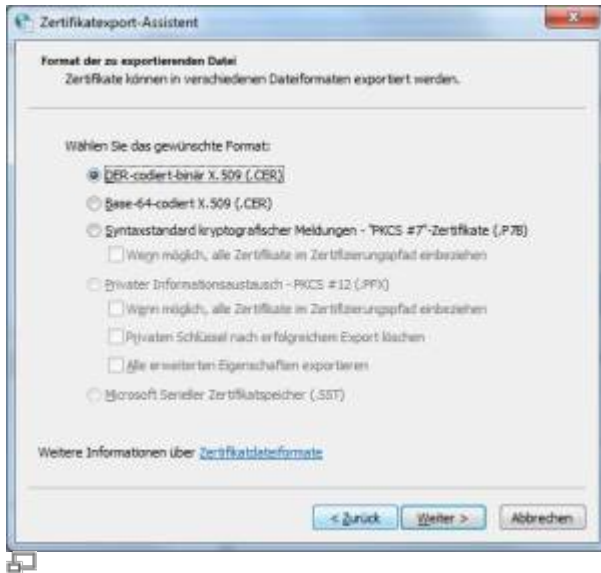 Zertifikatexport-Assistent
Format der zu exportierenden Datei
Zertifikate können in verschiedenen Dateiformaten exportiert werden.
Wählen Sie das gewünschte Format:
DER-codiert-binär X.509 (.CER)
Base-64-codiert X.509 (.CER)
Syntaxstandard kryptografischer Meldungen - "PKCS #7"-Zertifikate (.P7B)
Wenn möglich, alle Zertifikate im Zertifizierungspfad einbeziehen
Privater Informationsaustausch - PKCS #12 (.PFX)
Wenn möglich, alle Zertifikate im Zertifizierungspfad einbeziehen
Privaten Schlüssel nach erfolgreichem Export löschen
Alle erweiterten Eigenschaften exportieren
Microsoft Serieller Zertifikatspeicher (.SST)
Weitere Informationen über Zertifikatdateiformate
< Zurück Weiter > Abbrechen